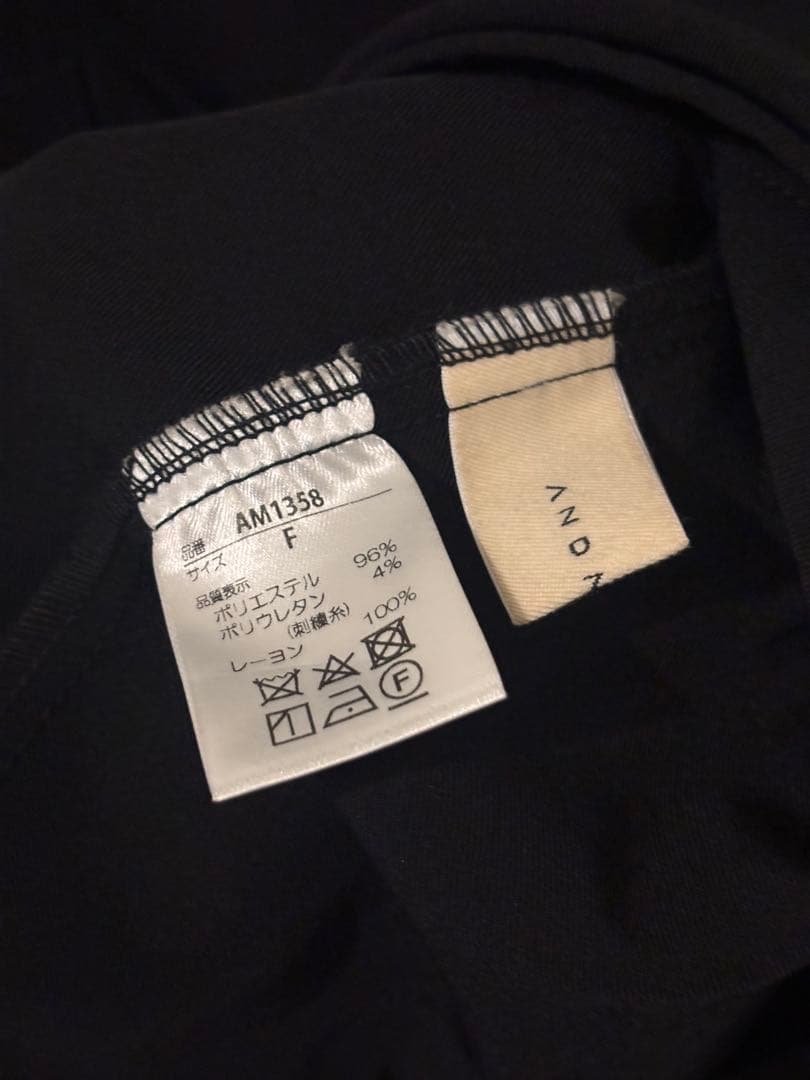 品番 AM1358
サイズ F
品質表示
ポリエステル 96%
ポリウレタン 4%
(刺繍糸)
レーヨン 100%
F
AND